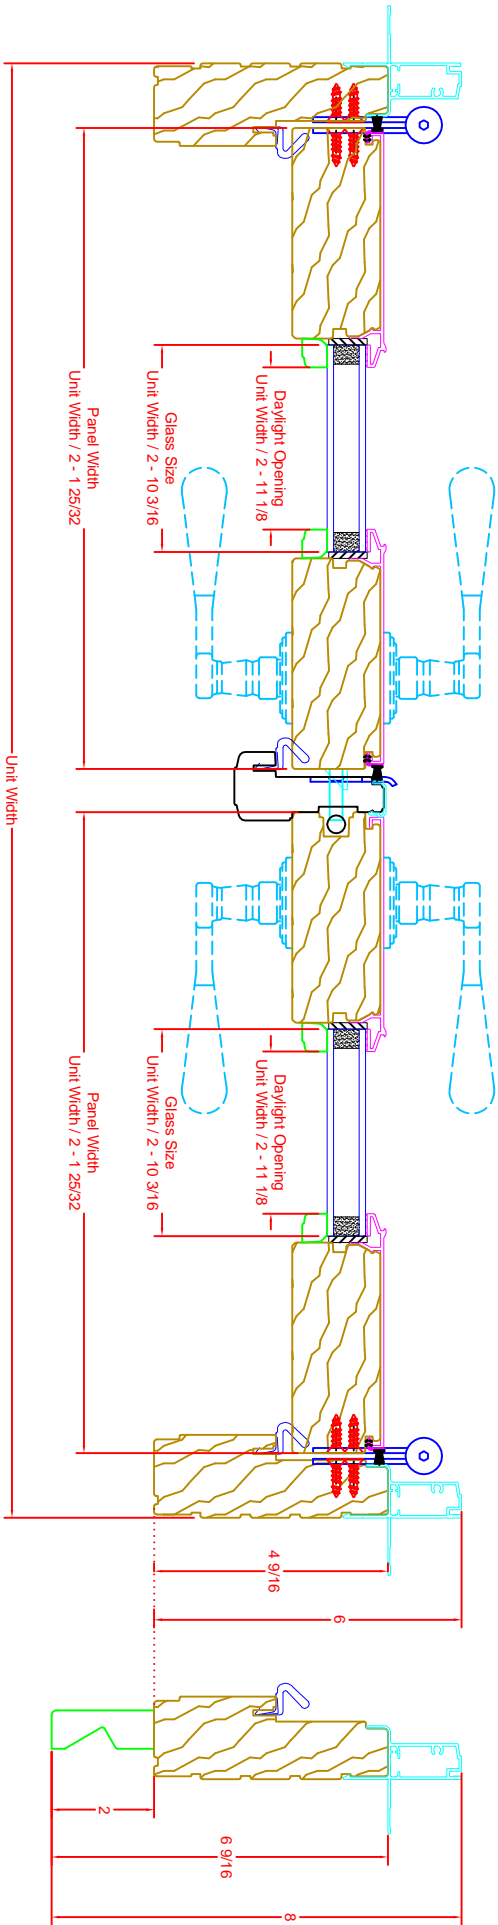 Daylight Opening
Unit Width / 2 - 11 1/8
Glass Size
Unit Width / 2 - 10 3/16
Panel Width
Unit Width / 2 - 1 25/32
Unit Width
Daylight Opening
Unit Width / 2 - 11 1/8
Glass Size
Unit Width / 2 - 10 3/16
Panel Width
Unit Width / 2 - 1 25/32
4 9/16
6
2
6 9/16
8